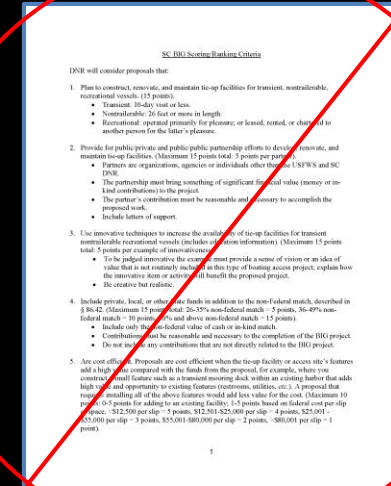 SC BIG Scoring/Ranking Criteria
DNR will consider proposals that:
1. Plan to construct, renovate, and maintain tie-up facilities for transient, nontrailerable,
recreational vessels. (15 points).
• Transient: 10-day visit or less.
• Nontrailerable: 26 feet or more in length
• Recreational: operated primarily for pleasure; or leased, rented, or chartered to
another person for the latter's pleasure.
2. Provide for public/private and public/public partnership efforts to develop, renovate, and
maintain tie-up facilities. (Maximum 15 points total: 5 points per partner).
• Partners are organizations, agencies or individuals other than the USFWS and SC
DNR.
• The partnership must bring something of significant financial value (money or in-
kind contributions) to the project.
• The partner's contribution must be reasonable and necessary to accomplish the
proposed work.
• Include letters of support.
3. Use innovative techniques to increase the availability of tie-up facilities for transient
nontrailerable recreational vessels (includes education information). (Maximum 15 points
total: 5 points per example of innovativeness)
• To be judged innovative the example must provide a sense of vision or an idea of
value that is not routinely included in this type of boating access project; explain how
the innovative item or activity will benefit the proposed project.
• Be creative but realistic.
4. Include private, local, or other state funds in addition to the non-Federal match, described in
§ 86.42. (Maximum 15 points total: 26-35% non-federal match = 5 points, 36-49% non-
federal match = 10 points, and above non-federal match = 15 points).
• Include only the non-federal value of cash or in-kind match.
• Contributions must be reasonable and necessary to the completion of the BIG project.
• Do not include any contributions that are not directly related to the BIG project.
5. Are cost efficient. Proposals are cost efficient when the tie-up facility or access site's features
add a high value compared with the funds from the proposal, for example, where you
construct small feature such as a transient mooring dock within an existing harbor that adds
high value and opportunity to existing features (restrooms, utilities, etc.). A proposal that
requires installing all of the above features would add less value for the cost. (Maximum 10
points: 0-5 points for adding to an existing facility; 1-5 points based on federal cost per slip
space, <$12,500 per slip = 5 points, $12,501-$25,000 per slip = 4 points, $25,001 -
$55,000 per slip = 3 points, $55,001-$80,000 per slip = 2 points, >$80,001 per slip = 1
point).
1